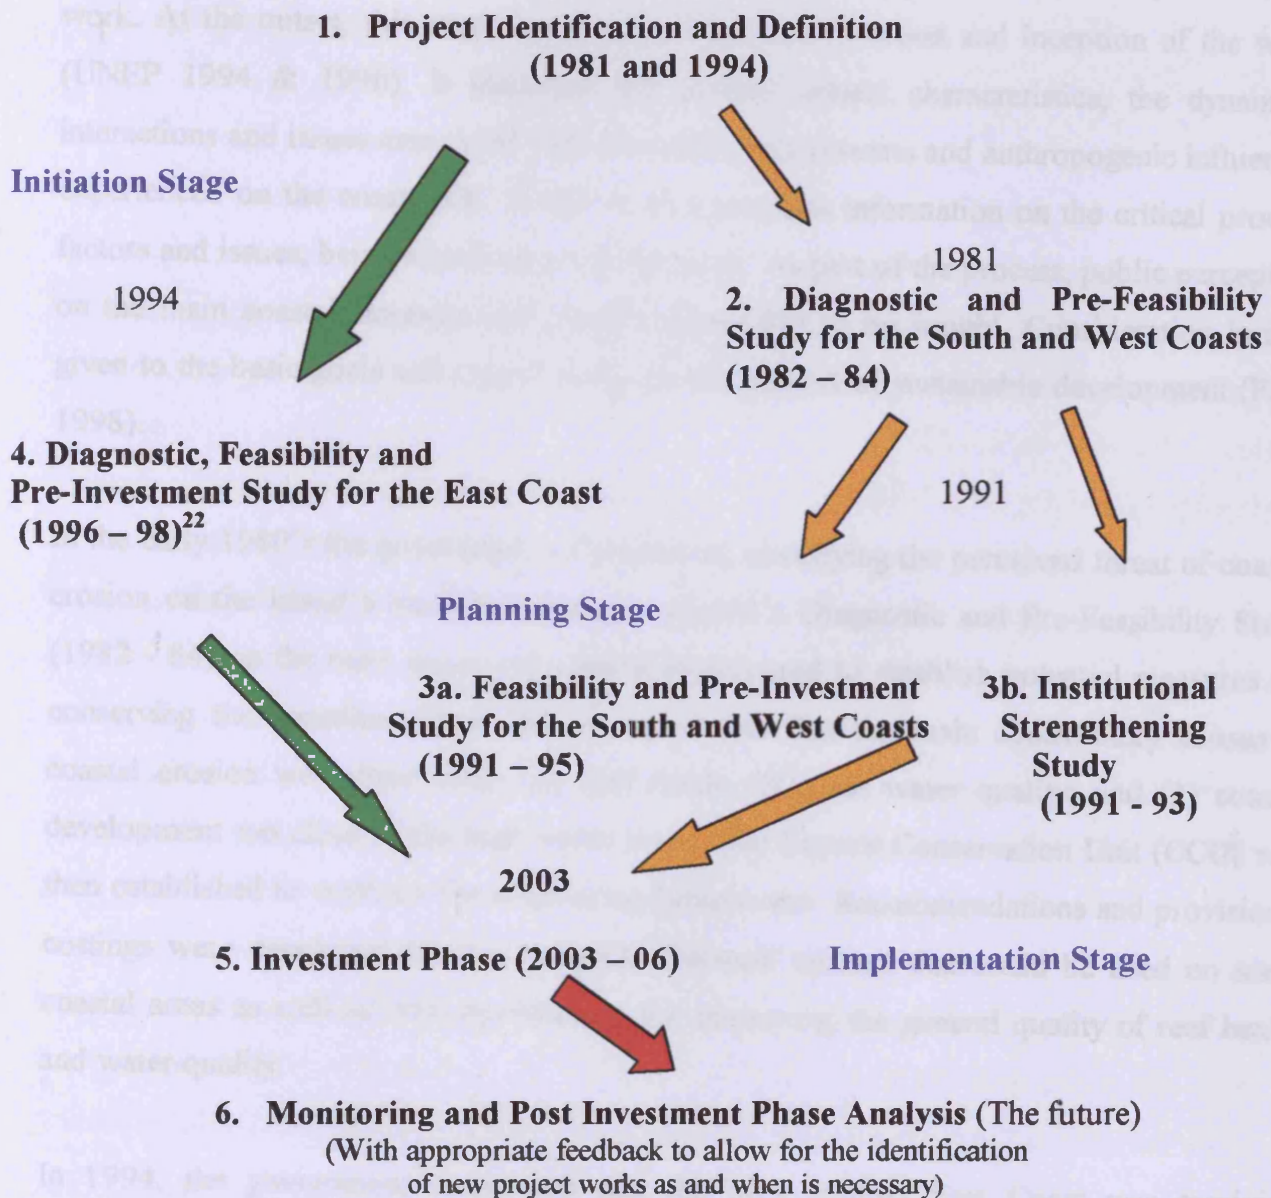 1. Project Identification and Definition
(1981 and 1994)
Initiation Stage
1994
1981
2. Diagnostic and Pre-Feasibility
Study for the South and West Coasts
(1982 – 84)
4. Diagnostic, Feasibility and
Pre-Investment Study for the East Coast
(1996 – 98)22
1991
Planning Stage
3a. Feasibility and Pre-Investment
Study for the South and West Coasts
(1991 – 95)
3b. Institutional
Strengthening
Study
(1991 - 93)
2003
5. Investment Phase (2003 - 06)
Implementation Stage
6. Monitoring and Post Investment Phase Analysis (The future)
(With appropriate feedback to allow for the identification
of new project works as and when is necessary)